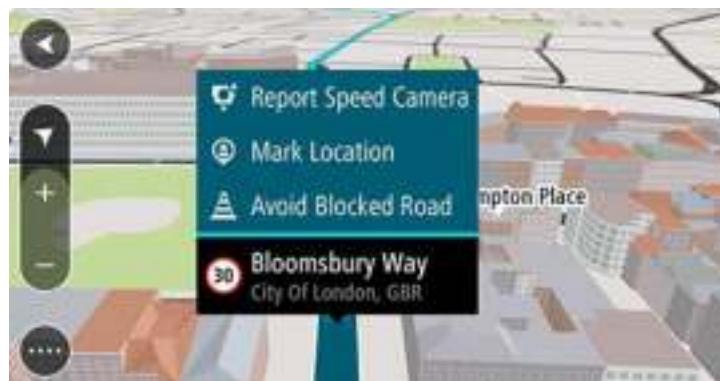 Report Speed Camera
Mark Location
Avoid Blocked Road
mpton Place
30
Bloomsbury Way
City Of London, GBR